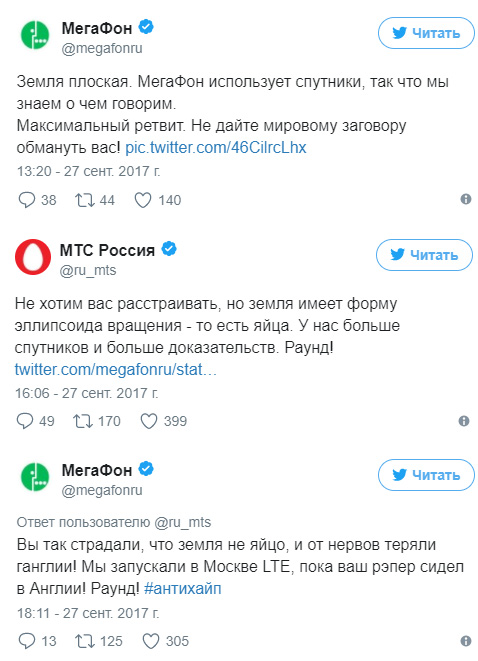 МегаФон
@megafonru
Читать
Земля плоская. МегаФон использует спутники, так что мы
знаем о чем говорим.
Максимальный ретвит. Не дайте мировому заговору
обмануть вас! pic.twitter.com/46CilrcLhx
13:20 - 27 сент. 2017 г.
38 44 140
МТС Россия
@ru_mts
Читать
Не хотим вас расстраивать, но земля имеет форму
эллипсоида вращения - то есть яйца. У нас больше
спутников и больше доказательств. Раунд!
twitter.com/megafonru/stat…
16:06 - 27 сент. 2017 г.
49 170 399
МегаФон
@megafonru
Читать
Ответ пользователю @ru_mts
Вы так страдали, что земля не яйцо, и от нервов теряли
ганглии! Мы запускали в Москве LTE, пока ваш рэпер сидел
в Англии! Раунд! #антихайп
18:11 - 27 сент. 2017 г.
13 125 305